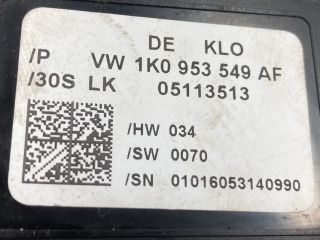 DE KLO
/P VW 1K0 953 549 AF
/30S LK 05113513
/HW 034
/SW 0070
/SN 01016053140990